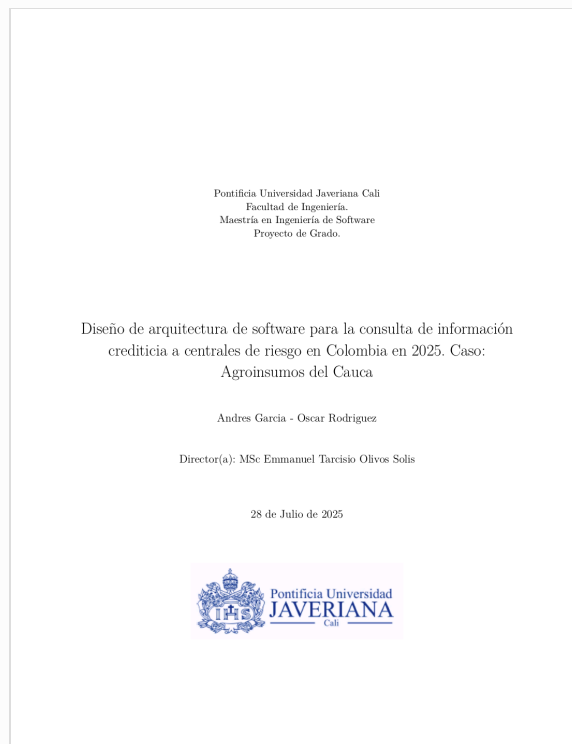 Pontificia Universidad Javeriana Cali
Facultad de Ingeniería.
Maestría en Ingeniería de Software
Proyecto de Grado.
Diseño de arquitectura de software para la consulta de información
crediticia a centrales de riesgo en Colombia en 2025. Caso:
Agroinsumos del Cauca
Andres Garcia - Oscar Rodriguez
Director(a): MSc Emmanuel Tarcisio Olivos Solis
28 de Julio de 2025
IHS
Pontificia Universidad
JAVERIANA
Cali